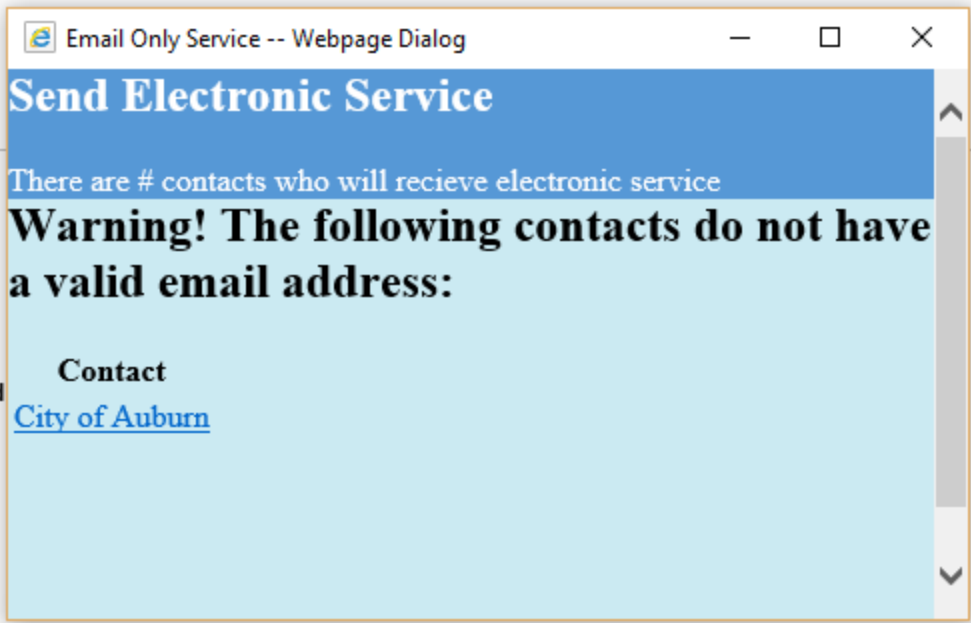 Email Only Service -- Webpage Dialog
Send Electronic Service
There are # contacts who will recieve electronic service
Warning! The following contacts do not have
a valid email address:
Contact
City of Auburn